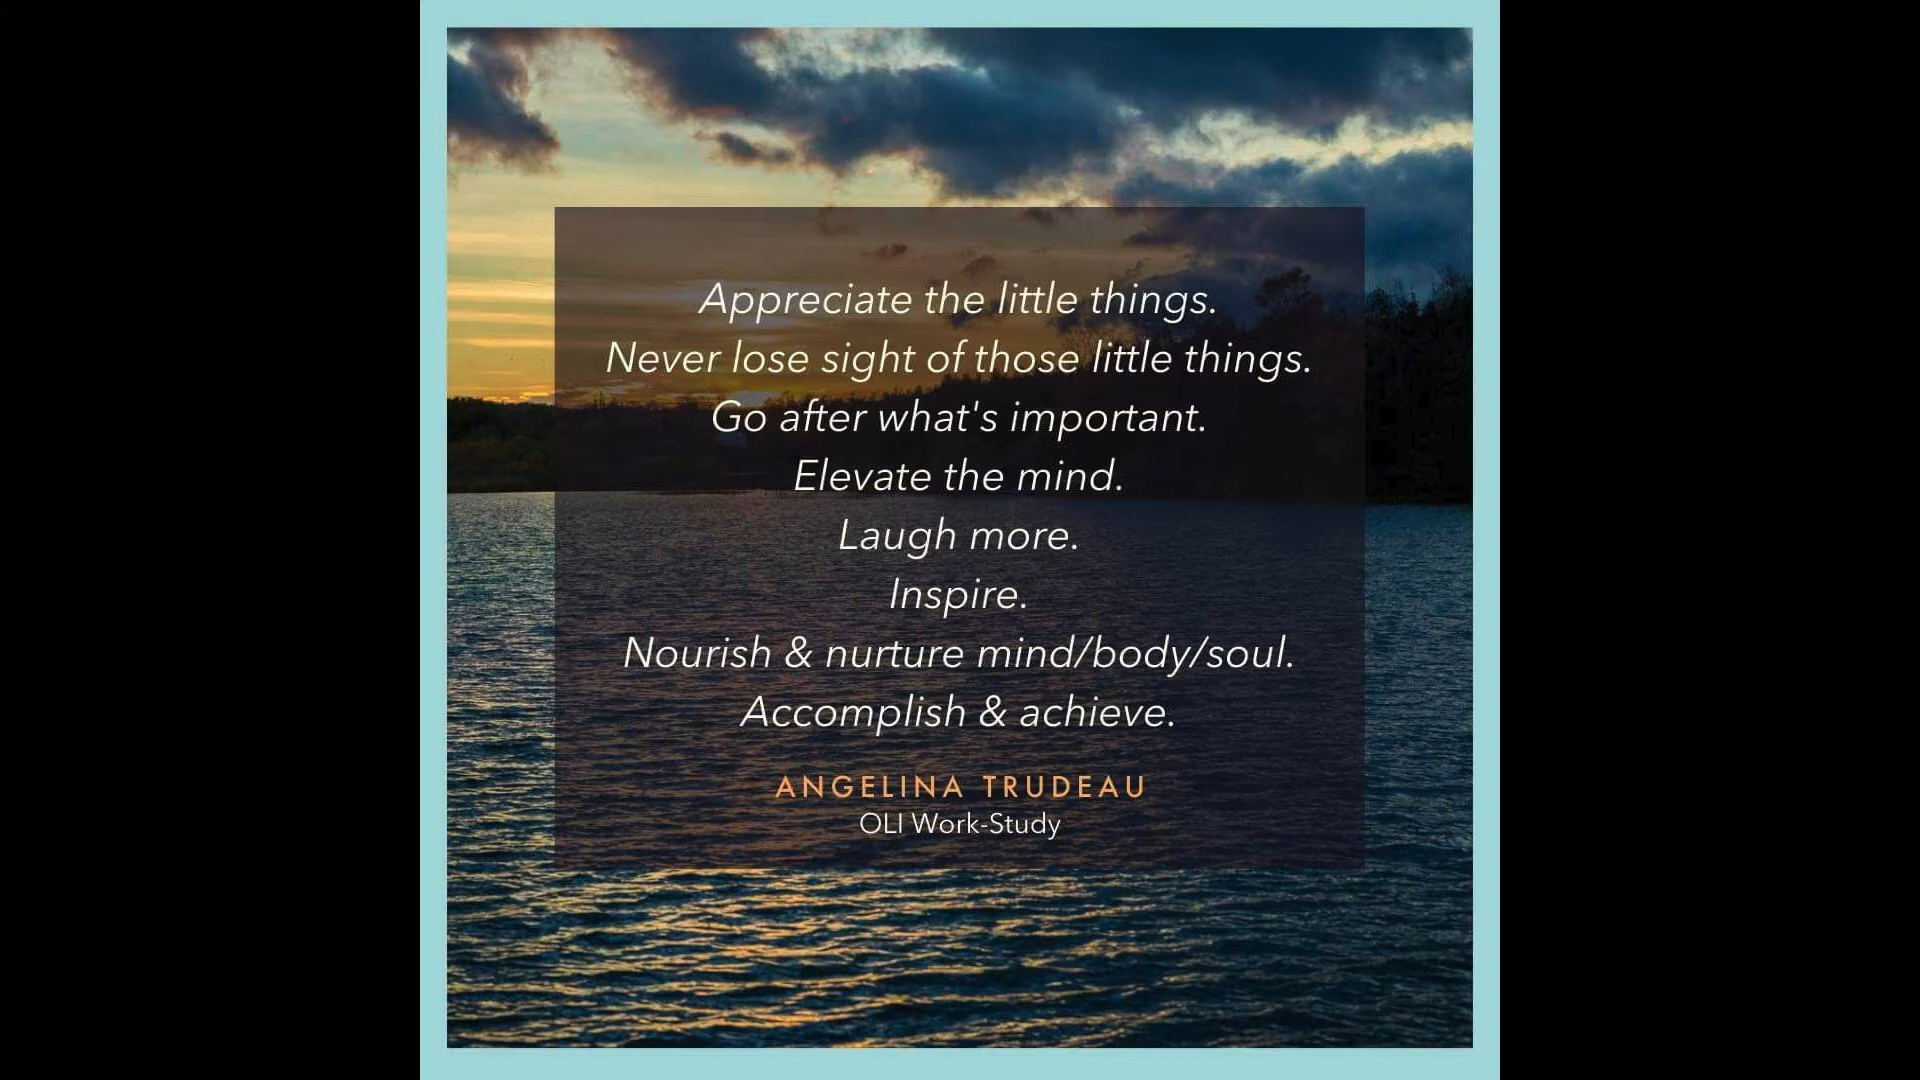 Appreciate the little things.
Never lose sight of those little things.
Go after what's important.
Elevate the mind.
Laugh more.
Inspire.
Nourish & nurture mind/body/soul.
Accomplish & achieve.
ANGELINA TRUDEAU
OLI Work-Study